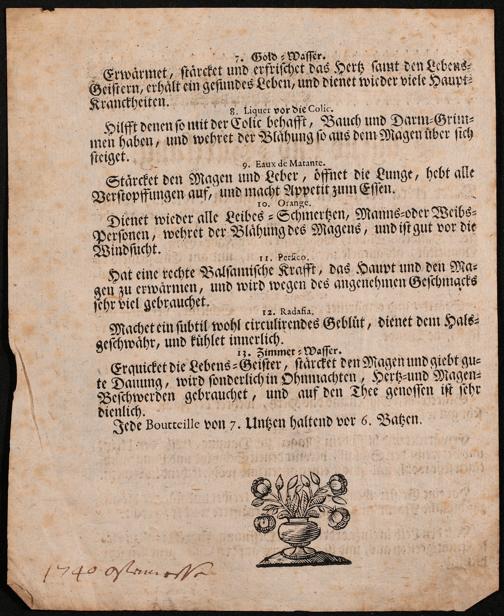 7. Gold-Wasser.
Erwärmet, stärcket und erfrischet das Hertz samt den Lebens-
Geistern, erhält ein gesundes Leben, und dienet wieder viele Haupt-
Kranckheiten.
8. Liquer vor die Colic.
Hilfft denen so mit der Colic behafft, Bauch und Darm-Grim-
men haben, und wehret der Blähung so aus dem Magen über sich
steiget.
9. Eaux de Matante.
Stärcket den Magen und Leber, öffnet die Lunge, hebt alle
Verstopffungen auf, und macht Appetit zum Essen.
10. Orange.
Dienet wieder alle Leibes-Schmertzen, Manns-oder Weibs-
Personen, wehret der Blähung des Magens, und ist gut vor die
Windsucht.
11. Persico.
Hat eine rechte Balsamische Krafft, das Haupt und den Ma-
gen zu erwärmen, und wird wegen des angenehmen Geschmacks
sehr viel gebrauchet.
12. Radafia.
Machet ein subtil wohl circulirendes Geblüt, dienet dem Hals-
geschwähr, und kühlet innerlich.
13. Zimmet-Wasser.
Erquicket die Lebens-Geister, stärcket den Magen und giebt gu-
te Dauung, wird sonderlich in Ohnmachten, Hertz-und Magen-
Beschwerden gebrauchet, und auf den Thee genossen ist sehr
dienlich.
Jede Boutteille von 7. Untzen haltend vor 6. Batzen.
1740